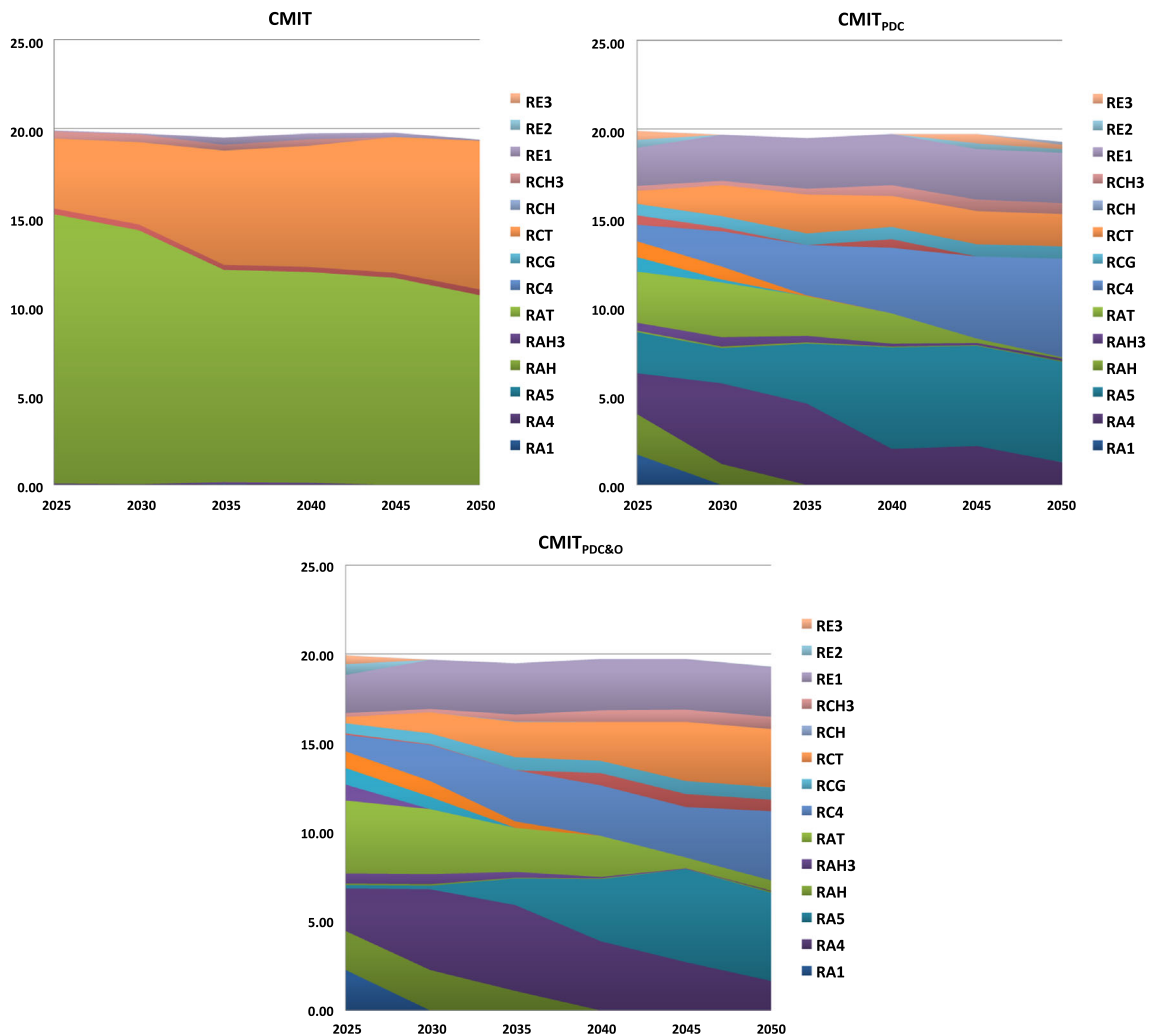 CMIT
25.00
20.00
15.00
10.00
5.00
0.00
2025 2030 2035 2040 2045 2050
RE3
RE2
RE1
RCH3
RCH
RCT
RCG
RC4
RAT
RAH3
RAH
RA5
RA4
RA1
CMITPDC
25.00
20.00
15.00
10.00
5.00
0.00
2025 2030 2035 2040 2045 2050
RE3
RE2
RE1
RCH3
RCH
RCT
RCG
RC4
RAT
RAH3
RAH
RA5
RA4
RA1
CMITPDC&O
25.00
20.00
15.00
10.00
5.00
0.00
2025 2030 2035 2040 2045 2050
RE3
RE2
RE1
RCH3
RCH
RCT
RCG
RC4
RAT
RAH3
RAH
RA5
RA4
RA1